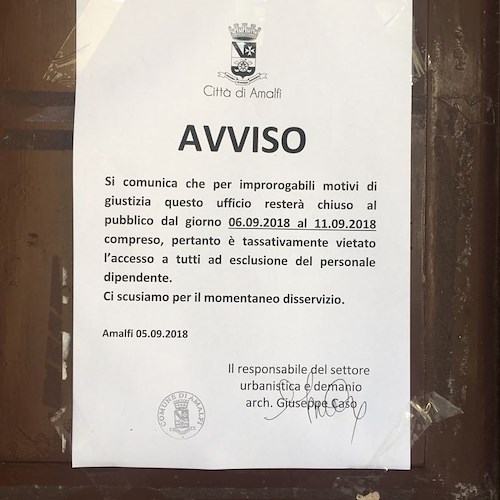 Città di Amalfi
AVVISO
Si comunica che per improrogabili motivi di
giustizia questo ufficio resterà chiuso al
pubblico dal giorno 06.09.2018 al 11.09.2018
compreso, pertanto è tassativamente vietato
l'accesso a tutti ad esclusione del personale
dipendente.
Ci scusiamo per il momentaneo disservizio.
Amalfi 05.09.2018
Il responsabile del settore
urbanistica e demanio
arch. Giuseppe Caso
COMUNE DI AMALFI